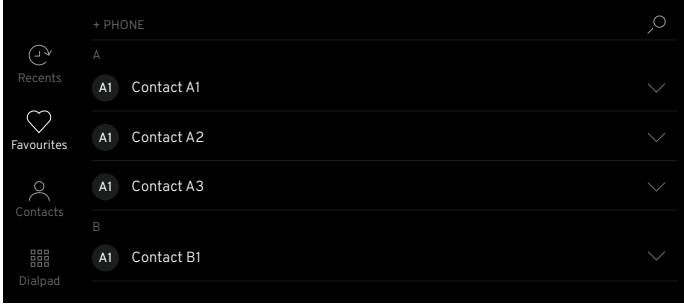 + PHONE
Recents
A
A1 Contact A1
Favourites
A1 Contact A2
A1 Contact A3
Contacts
B
A1 Contact B1
Dialpad